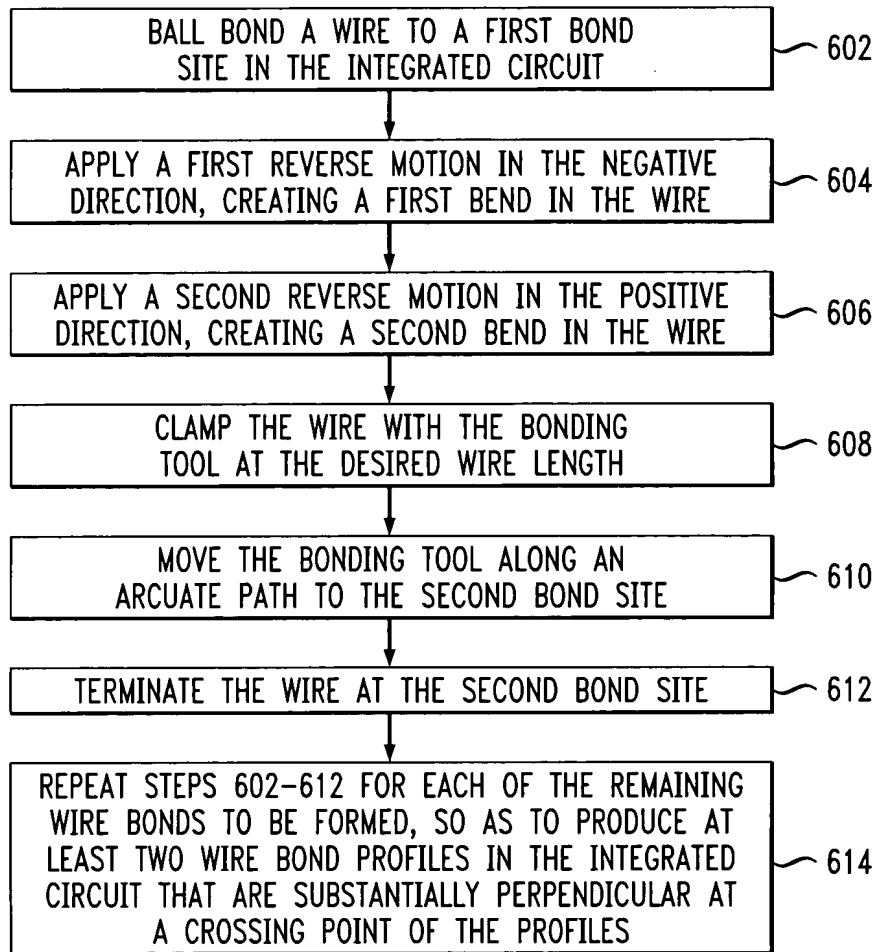 BALL BOND A WIRE TO A FIRST BOND
SITE IN THE INTEGRATED CIRCUIT
602
APPLY A FIRST REVERSE MOTION IN THE NEGATIVE
DIRECTION, CREATING A FIRST BEND IN THE WIRE
604
APPLY A SECOND REVERSE MOTION IN THE POSITIVE
DIRECTION, CREATING A SECOND BEND IN THE WIRE
606
CLAMP THE WIRE WITH THE BONDING
TOOL AT THE DESIRED WIRE LENGTH
608
MOVE THE BONDING TOOL ALONG AN
ARCUATE PATH TO THE SECOND BOND SITE
610
TERMINATE THE WIRE AT THE SECOND BOND SITE
612
REPEAT STEPS 602-612 FOR EACH OF THE REMAINING
WIRE BONDS TO BE FORMED, SO AS TO PRODUCE AT
LEAST TWO WIRE BOND PROFILES IN THE INTEGRATED
CIRCUIT THAT ARE SUBSTANTIALLY PERPENDICULAR AT
A CROSSING POINT OF THE PROFILES
614